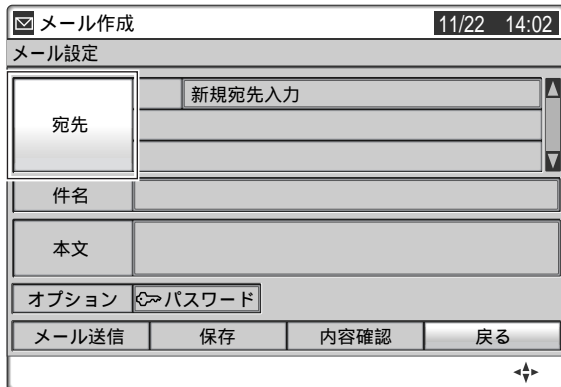 メール作成 11/22 14:02
メール設定
宛先 新規宛先入力
件名
本文
オプション パスワード
メール送信 保存 内容確認 戻る